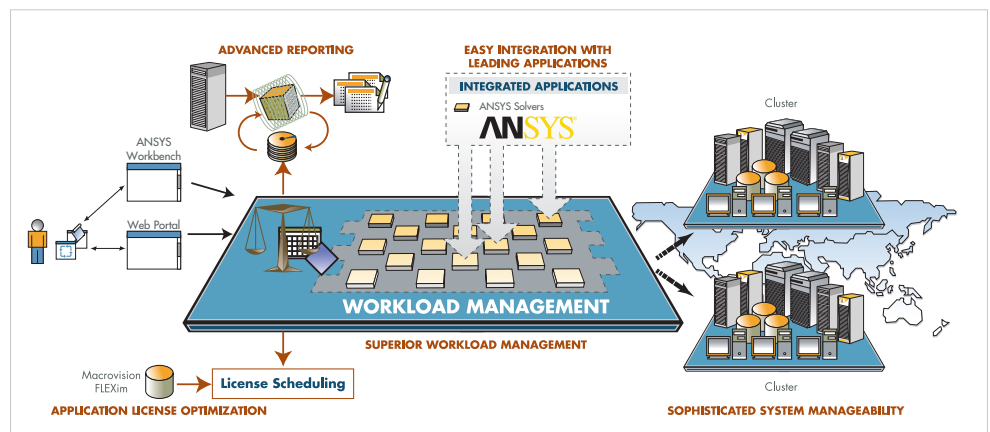 ADVANCED REPORTING
EASY INTEGRATION WITH
LEADING APPLICATIONS
INTEGRATED APPLICATIONS
ANSYS Solvers
ANSYS®
Cluster
ANSYS
Workbench
Web Portal
WORKLOAD MANAGEMENT
SUPERIOR WORKLOAD MANAGEMENT
Macrovision
FLEXim
License Scheduling
APPLICATION LICENSE OPTIMIZATION
Cluster
SOPHISTICATED SYSTEM MANAGEABILITY